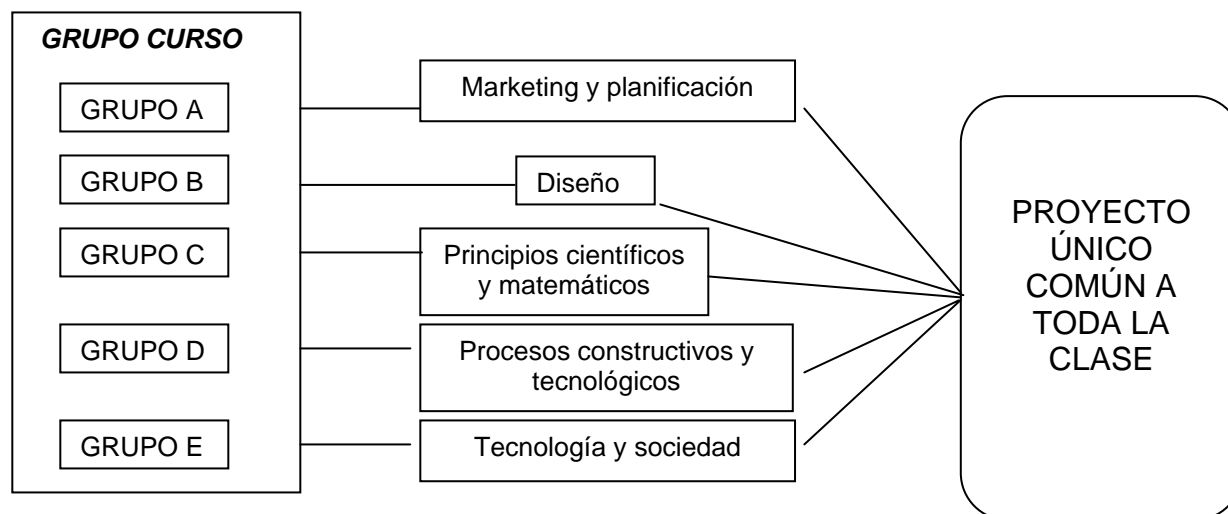 GRUPO CURSO
GRUPO A
GRUPO B
GRUPO C
GRUPO D
GRUPO E
Marketing y planificación
Diseño
Principios científicos
y matemáticos
Procesos constructivos y
tecnológicos
Tecnología y sociedad
PROYECTO
ÚNICO
COMÚN A
TODA LA
CLASE